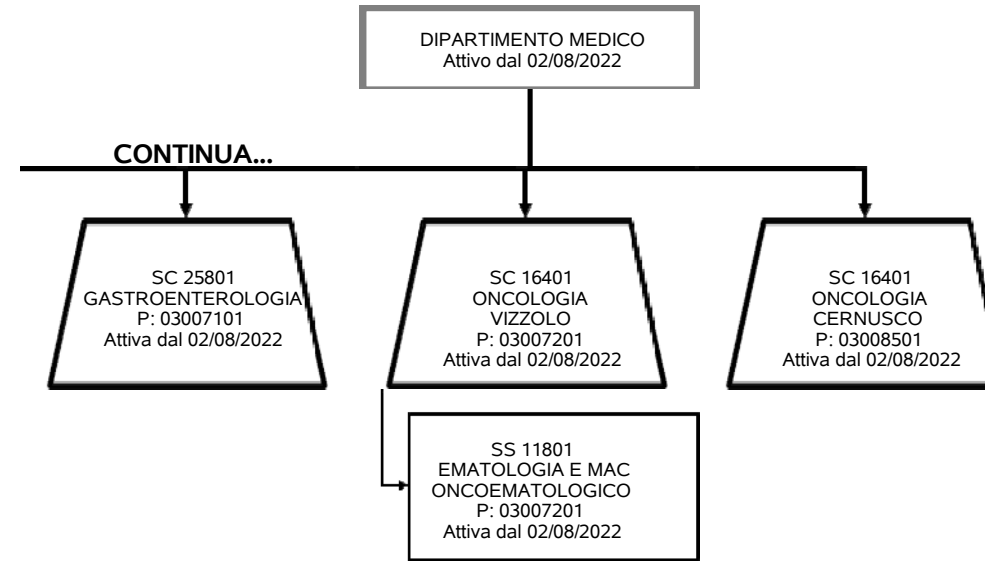 DIPARTIMENTO MEDICO
Attivo dal 02/08/2022
CONTINUA...
SC 25801
GASTROENTEROLOGIA
P: 03007101
Attiva dal 02/08/2022
SC 16401
ONCOLOGIA
VIZZOLO
P: 03007201
Attiva dal 02/08/2022
SC 16401
ONCOLOGIA
CERNUSCO
P: 03008501
Attiva dal 02/08/2022
SS 11801
EMATOLOGIA E MAC
ONCOEMATOLOGICO
P: 03007201
Attiva dal 02/08/2022